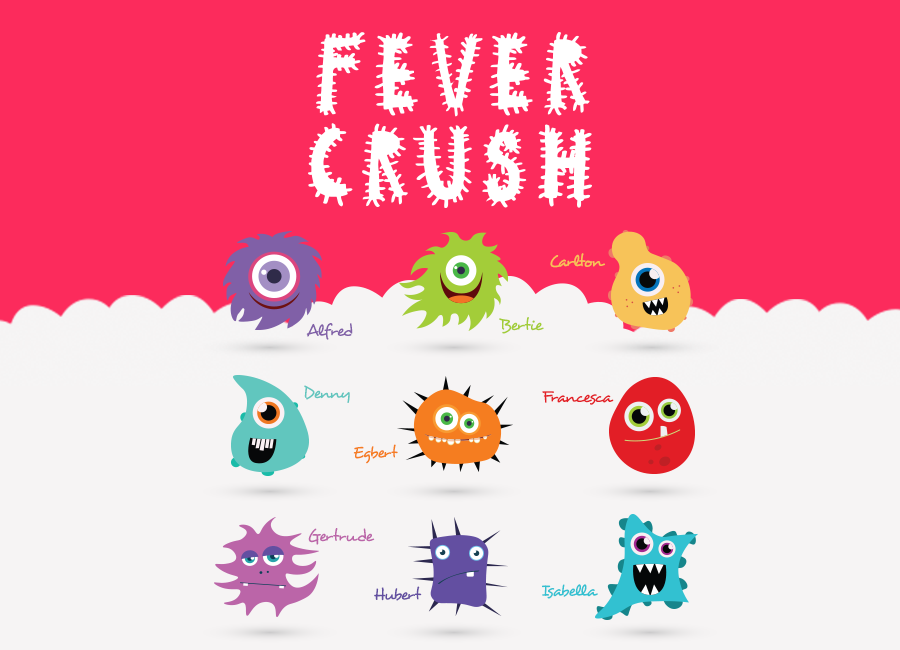 FEVER
CRUSH
Carlton
Alfred
Bertie
Denny
Francesca
Egbert
Gertrude
Hubert
Isabella